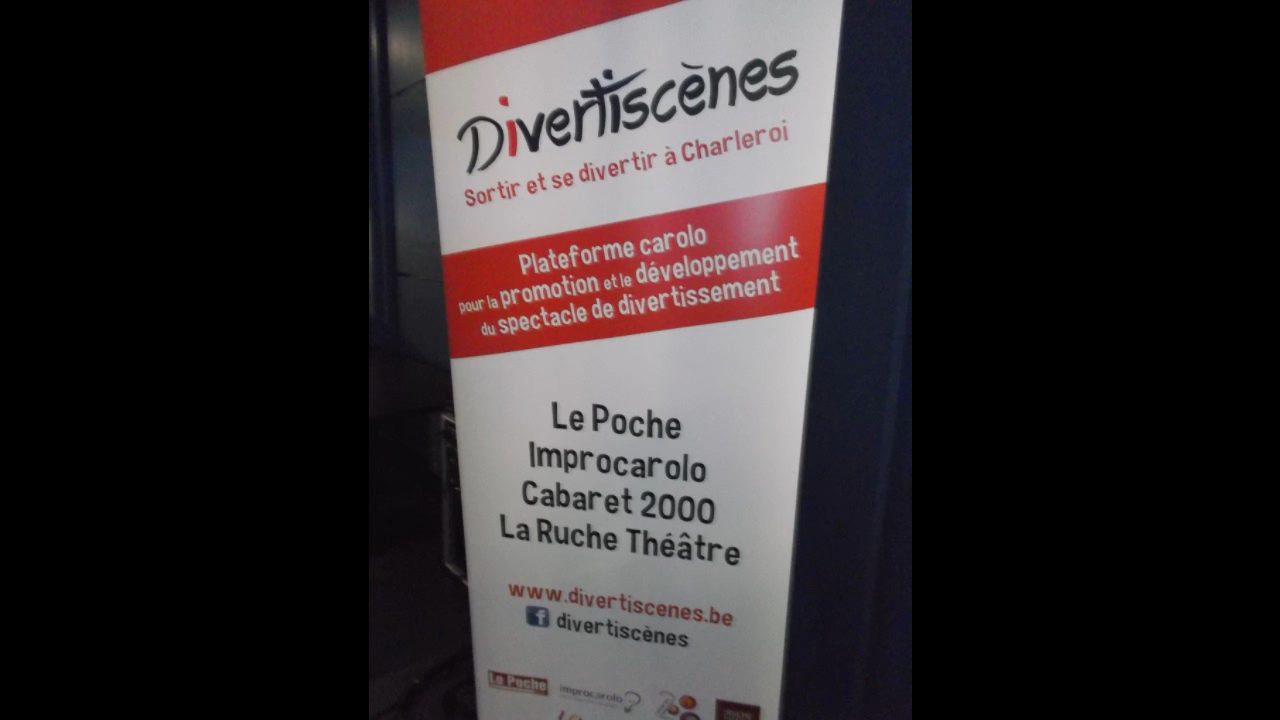 Divertiscènes
Sortir et se divertir à Charleroi
Plateforme carolo
pour la promotion et le développement
du spectacle de divertissement
Le Poche
Improcarolo
Cabaret 2000
La Ruche Théâtre
www.divertiscenes.be
divertiscènes
Le Poche
improcarolo